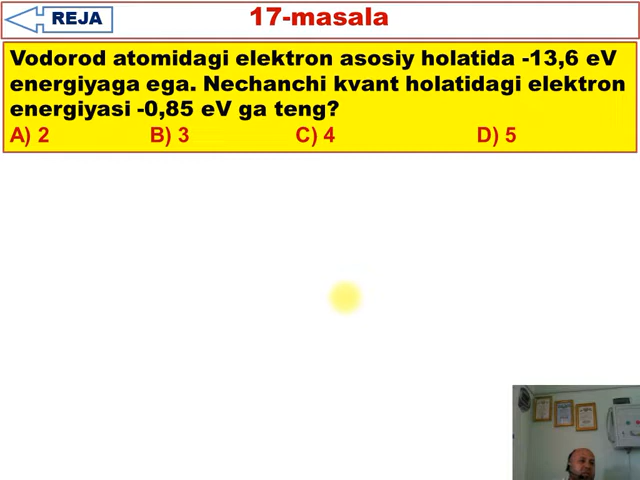 REJA
17-masala
Vodorod atomidagi elektron asosiy holatida -13,6 eV
energiyaga ega. Nechanchi kvant holatidagi elektron
energiyasi -0,85 eV ga teng?
A) 2 B) 3 C) 4 D) 5